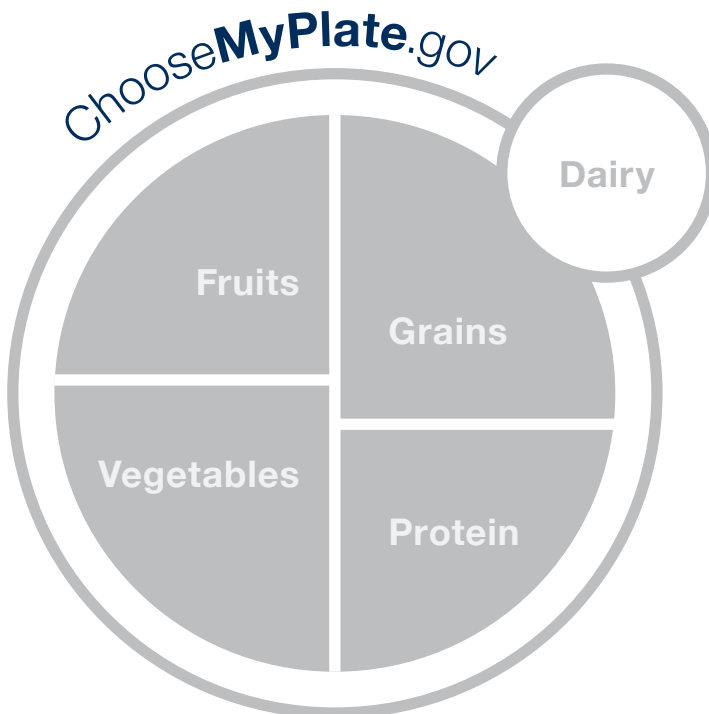 ChooseMyPlate.gov
Dairy
Fruits
Grains
Vegetables
Protein